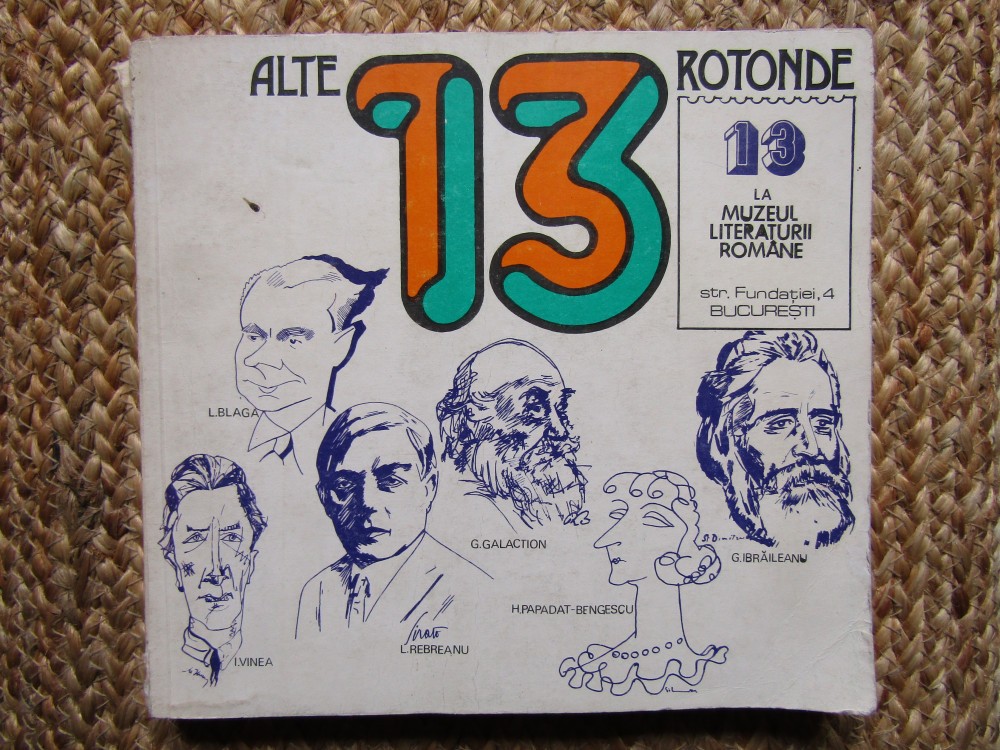 ALTE 13 ROTONDE
13
LA
MUZEUL
LITERATURII
ROMÂNE
str. Fundației, 4
BUCUREȘTI
L.BLAGA
G.GALACTION
G.IBRĂILEANU
H.PAPADAT-BENGESCU
L.REBREANU
I.VINEA